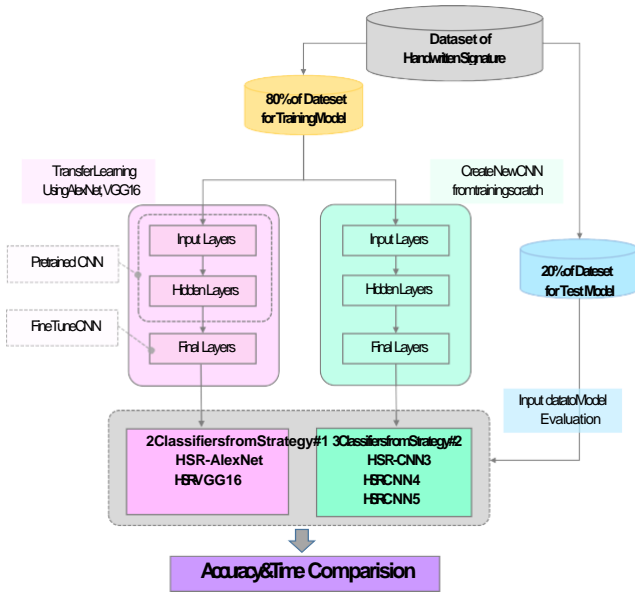 Dataset of
Handwritten Signature
80% of Dateset
for Training Model
Transfer Learning
Using AlexNet, VGG16
Create New CNN
from training scratch
Input Layers
Input Layers
Pretrained CNN
Hidden Layers
Hidden Layers
20% of Dateset
for Test Model
Fine Tune CNN
Final Layers
Final Layers
Input data to Model
Evaluation
2 Classifiers from Strategy#1
HSR-AlexNet
HSR-VGG16
3 Classifiers from Strategy#2
HSR-CNN3
HSR-CNN4
HSR-CNN5
Accuracy & Time Comparision